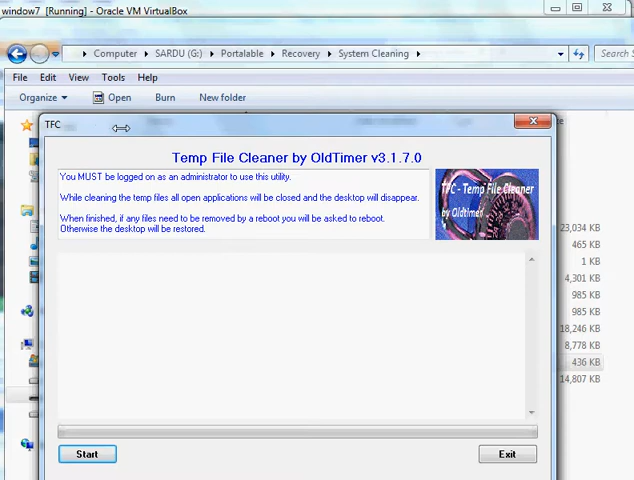 window7 [Running] - Oracle VM VirtualBox
Computer SARDU (G:) Portalable Recovery System Cleaning Search S
File Edit View Tools Help
Organize Open Burn New folder
TFC
Temp File Cleaner by OldTimer v3.1.7.0
You MUST be logged on as an administrator to use this utility.
While cleaning the temp files all open applications will be closed and the desktop will disappear.
When finished, if any files need to be removed by a reboot you will be asked to reboot.
Otherwise the desktop will be restored.
TFC - Temp File Cleaner
by Oldtimer
23,034 KB
465 KB
1 KB
4,301 KB
985 KB
985 KB
18,246 KB
8,778 KB
436 KB
14,807 KB
Start Exit